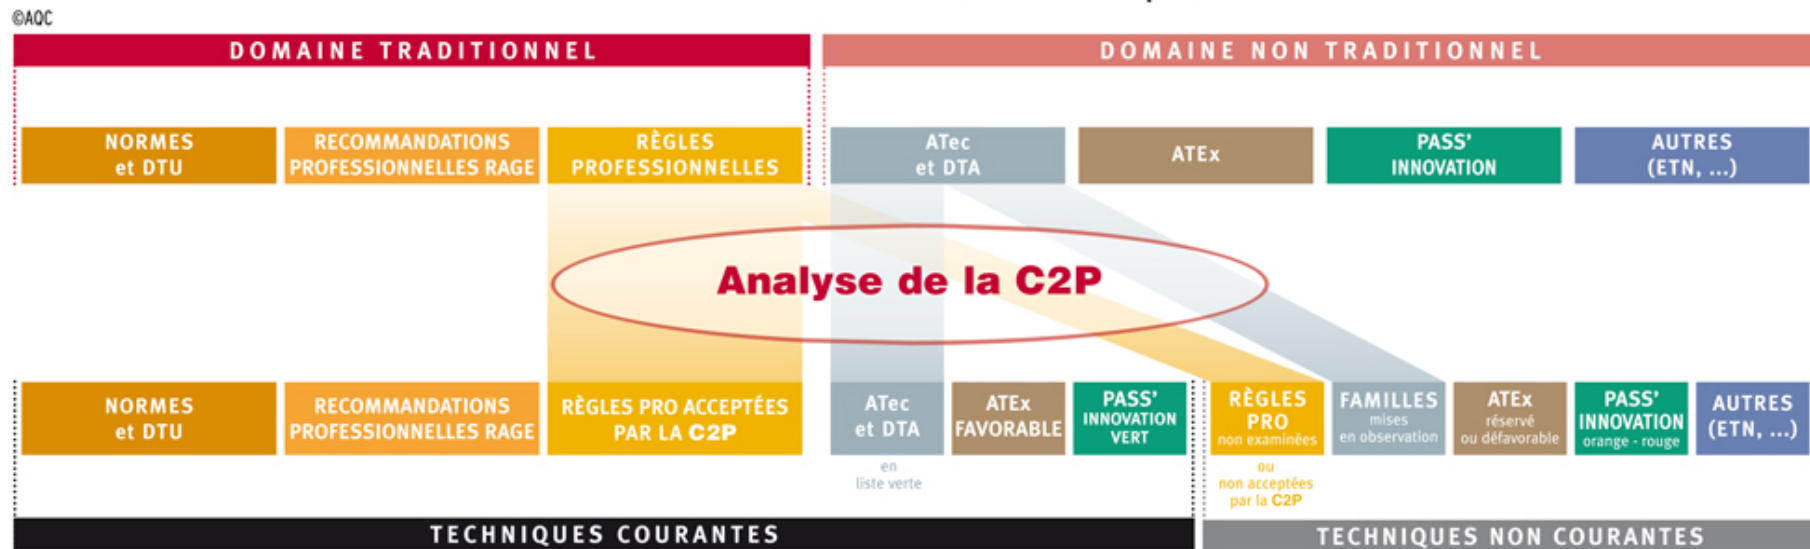 ©AQC
DOMAINE TRADITIONNEL
DOMAINE NON TRADITIONNEL
NORMES
et DTU
RECOMMANDATIONS
PROFESSIONNELLES RAGE
RÈGLES
PROFESSIONNELLES
ATec
et DTA
ATEx
PASS'
INNOVATION
AUTRES
(ETN, ...)
Analyse de la C2P
NORMES
et DTU
RECOMMANDATIONS
PROFESSIONNELLES RAGE
RÈGLES PRO ACCEPTÉES
PAR LA C2P
ATec
et DTA
en
liste verte
ATEx
FAVORABLE
PASS'
INNOVATION
VERT
RÈGLES
PRO
non examinées
ou
non acceptées
par la C2P
FAMILLES
mises
en observation
ATEx
réservé
ou défavorable
PASS'
INNOVATION
orange - rouge
AUTRES
(ETN, ...)
TECHNIQUES COURANTES
TECHNIQUES NON COURANTES